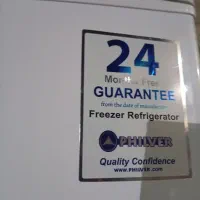 24
Months Free
GUARANTEE
from the date of manufacture
Freezer Refrigerator
PHILVER
Quality Confidence
WWW.PHILVER.COM